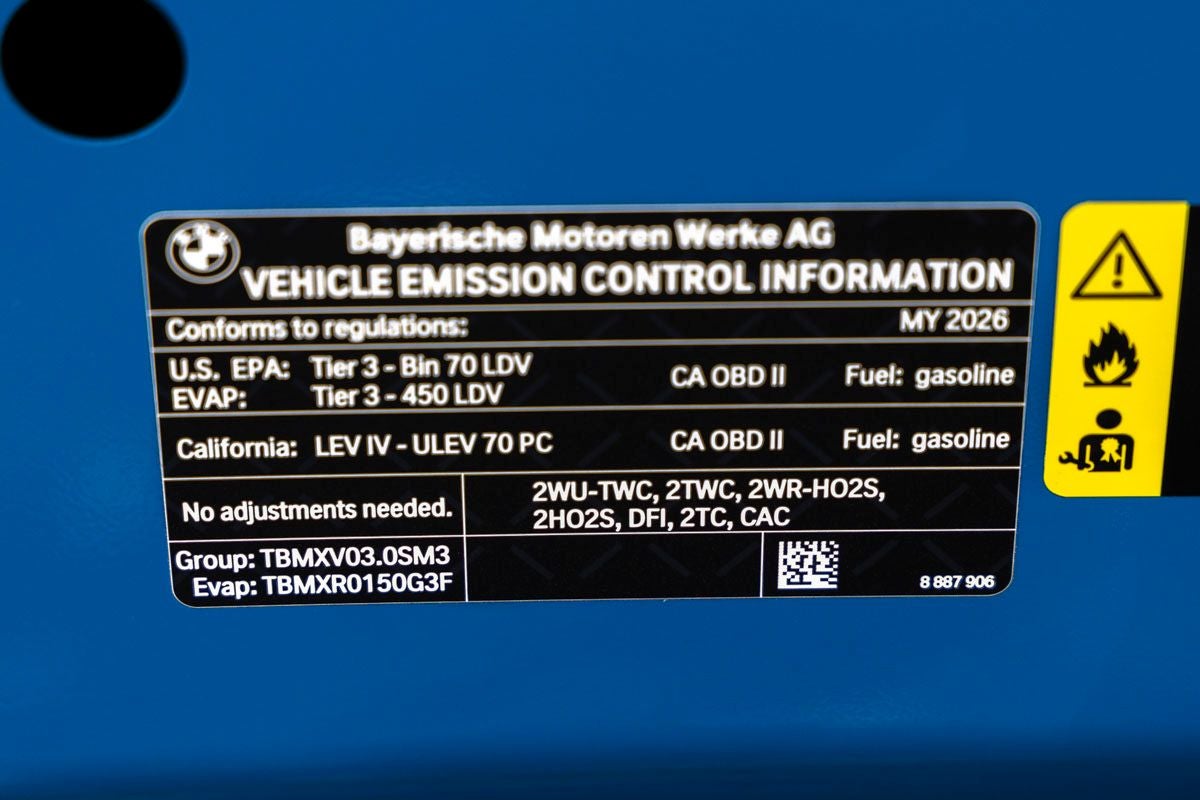 BMW
Bayerische Motoren Werke AG
VEHICLE EMISSION CONTROL INFORMATION
Conforms to regulations: MY 2026
U.S. EPA: Tier 3 - Bin 70 LDV CA OBD II Fuel: gasoline
EVAP: Tier 3 - 450 LDV
California: LEV IV - ULEV 70 PC CA OBD II Fuel: gasoline
No adjustments needed.
2WU-TWC, 2TWC, 2WR-HO2S,
2HO2S, DFI, 2TC, CAC
Group: TBMXV03.0SM3
Evap: TBMXR0150G3F
8 887 906